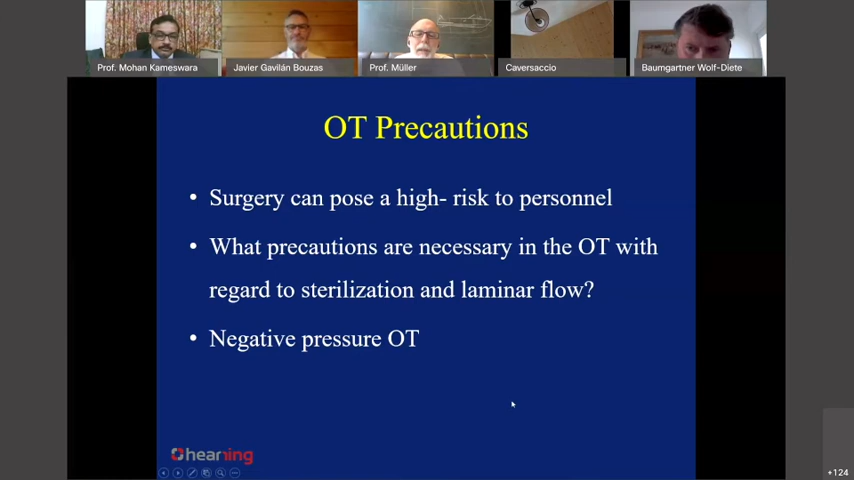 Prof. Mohan Kameswara
Javier Gavilán Bouzas
Prof. Müller
Caversaccio
Baumgartner Wolf-Diete
OT Precautions
• Surgery can pose a high- risk to personnel
• What precautions are necessary in the OT with
regard to sterilization and laminar flow?
• Negative pressure OT
hearring
+124